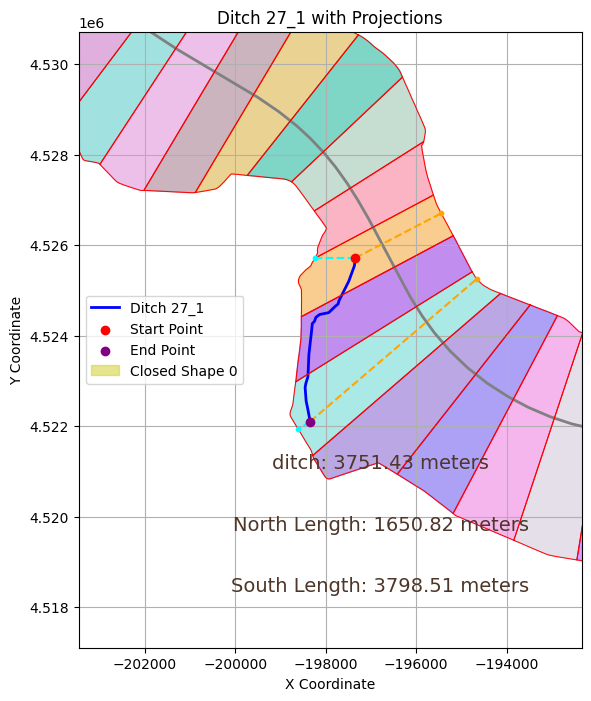 Ditch 27_1 with Projections
1e6
4.530
4.528
4.526
4.524
4.522
4.520
4.518
Y Coordinate
Ditch 27_1
Start Point
End Point
Closed Shape 0
ditch: 3751.43 meters
North Length: 1650.82 meters
South Length: 3798.51 meters
−202000 −200000 −198000 −196000 −194000
X Coordinate